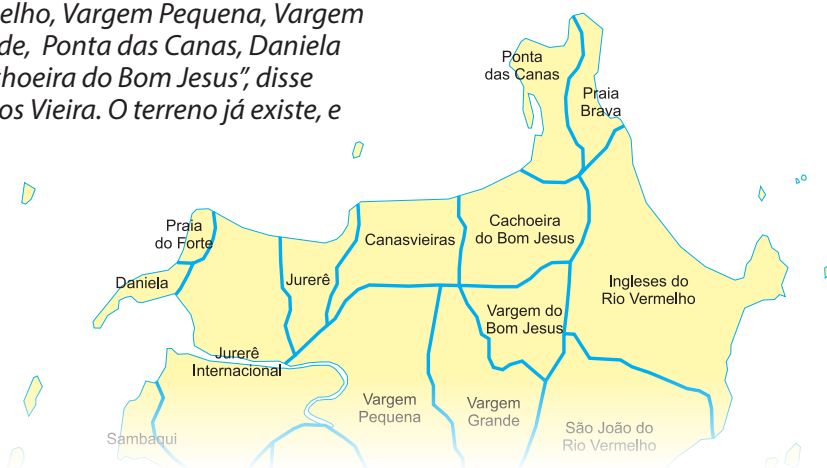 elho, Vargem Pequena, Vargem
de, Ponta das Canas, Daniela
choeira do Bom Jesus”, disse
os Vieira. O terreno já existe, e
Ponta
das Canas
Praia
Brava
Praia
do Forte
Canasvieiras
Cachoeira
do Bom Jesus
Daniela
Jurerê
Ingleses do
Rio Vermelho
Vargem do
Bom Jesus
Jurerê
Internacional
Vargem
Pequena
Vargem
Grande
São João do
Rio Vermelho
Sambaqui